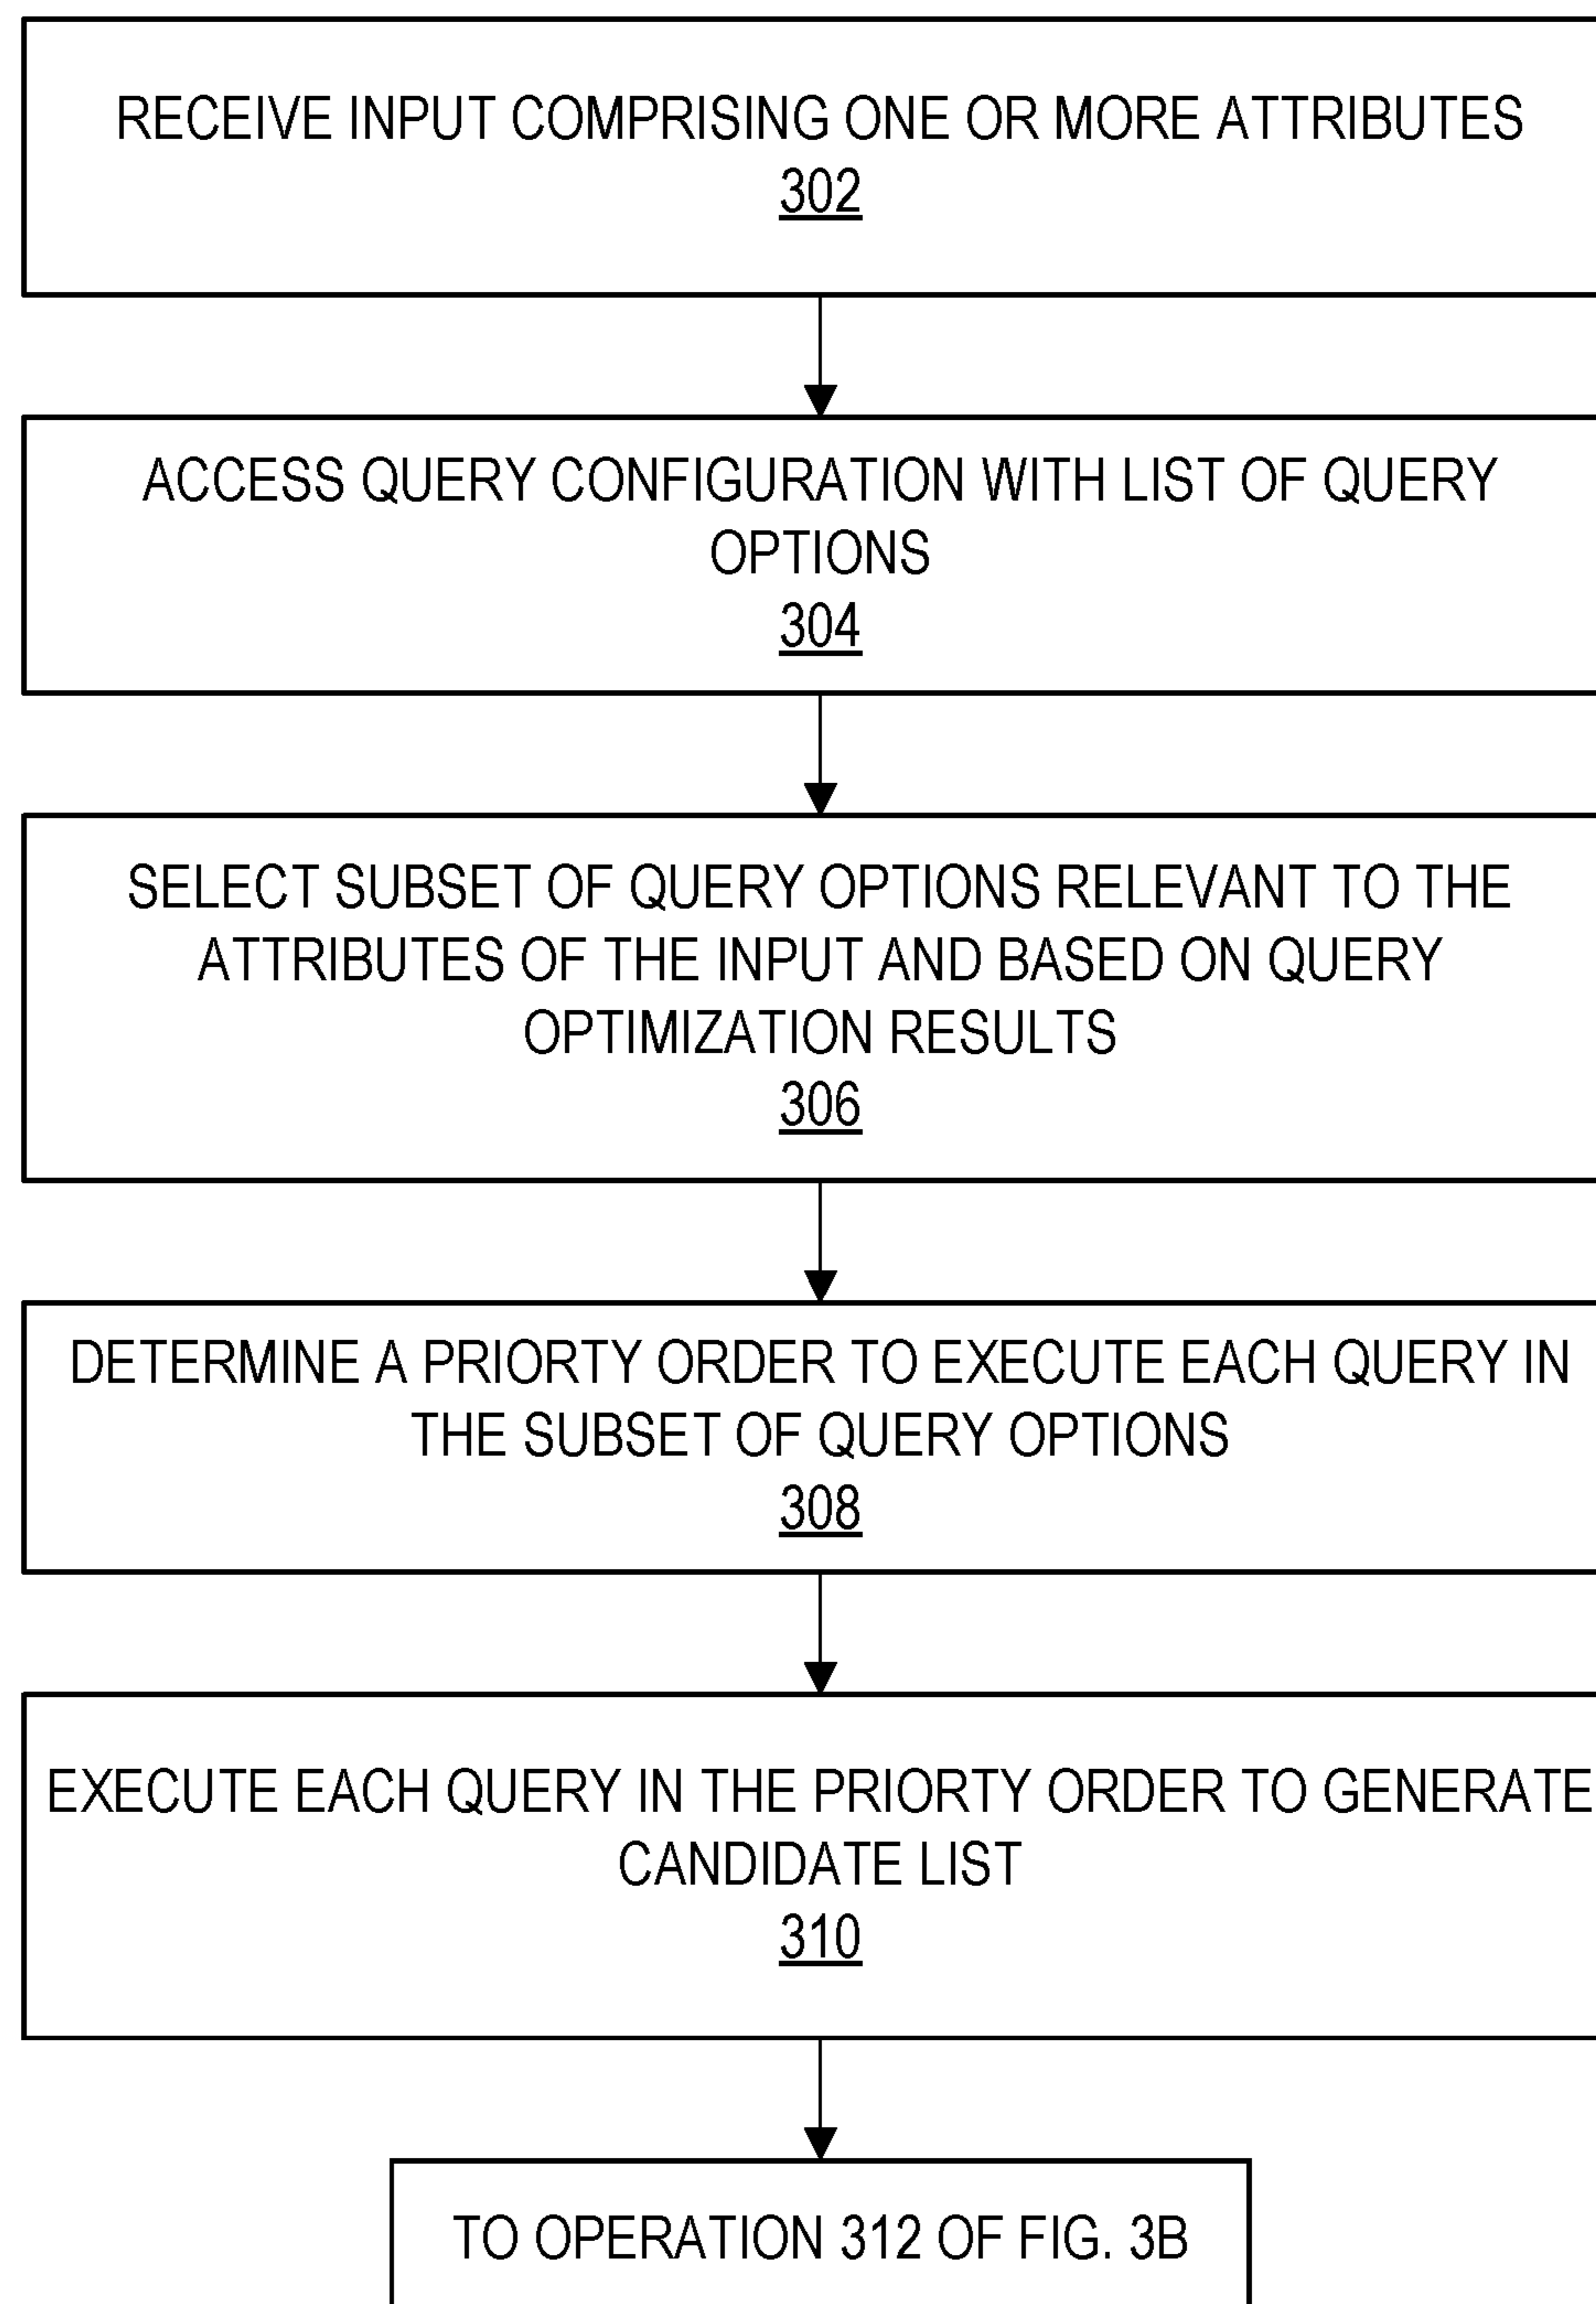 RECEIVE INPUT COMPRISING ONE OR MORE ATTRIBUTES
302
ACCESS QUERY CONFIGURATION WITH LIST OF QUERY
OPTIONS
304
SELECT SUBSET OF QUERY OPTIONS RELEVANT TO THE
ATTRIBUTES OF THE INPUT AND BASED ON QUERY
OPTIMIZATION RESULTS
306
DETERMINE A PRIORTY ORDER TO EXECUTE EACH QUERY IN
THE SUBSET OF QUERY OPTIONS
308
EXECUTE EACH QUERY IN THE PRIORTY ORDER TO GENERATE
CANDIDATE LIST
310
TO OPERATION 312 OF FIG. 3B